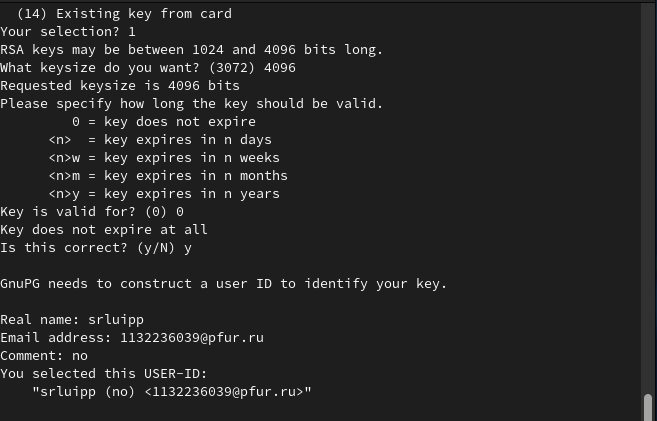 (14) Existing key from card
Your selection? 1
RSA keys may be between 1024 and 4096 bits long.
What keysize do you want? (3072) 4096
Requested keysize is 4096 bits
Please specify how long the key should be valid.
0 = key does not expire
<n>  = key expires in n days
<n>w = key expires in n weeks
<n>m = key expires in n months
<n>y = key expires in n years
Key is valid for? (0) 0
Key does not expire at all
Is this correct? (y/N) y
GnuPG needs to construct a user ID to identify your key.
Real name: srluipp
Email address: 1132236039@pfur.ru
Comment: no
You selected this USER-ID:
"srluipp (no) <1132236039@pfur.ru>"